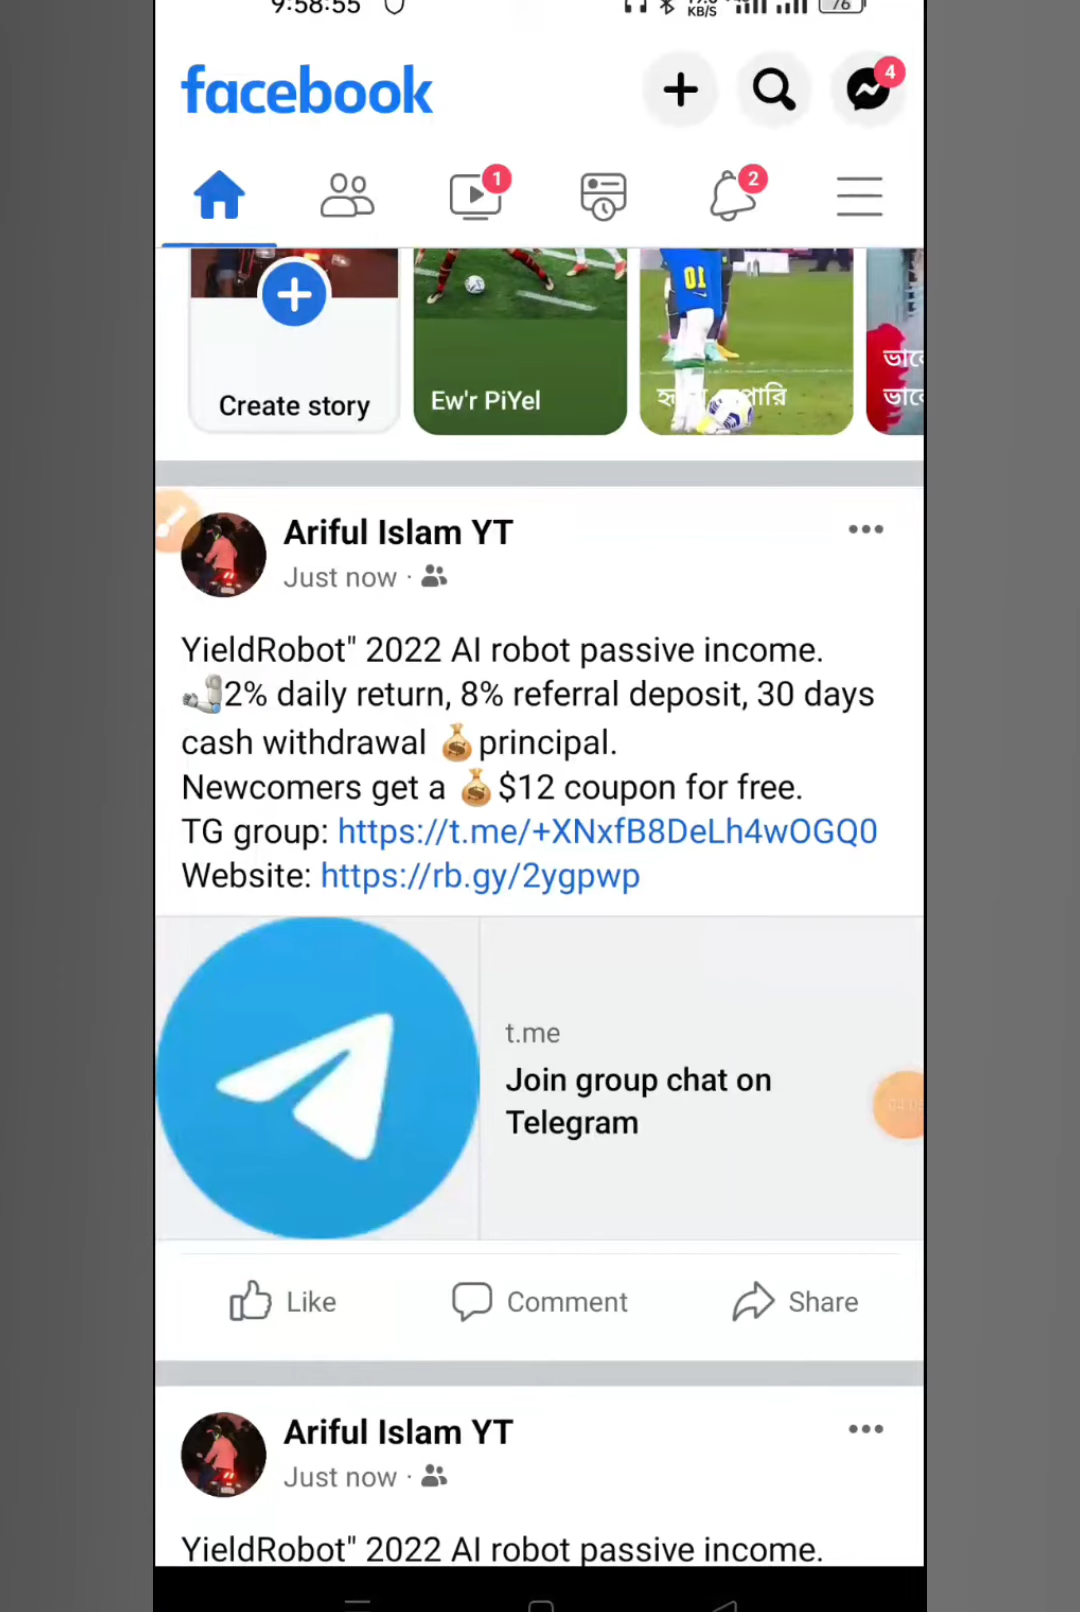 9:58:55
KB/S
76
facebook
4
1
2
Create story
Ew'r PiYel
01
ভাবে
ভাবে
Ariful Islam YT
Just now ·
YieldRobot" 2022 AI robot passive income.
2% daily return, 8% referral deposit, 30 days
cash withdrawal principal.
Newcomers get a $12 coupon for free.
TG group: https://t.me/+XNxfB8DeLh4wOGQ0
Website: https://rb.gy/2ygpwp
t.me
Join group chat on
Telegram
Like
Comment
Share
Ariful Islam YT
Just now ·
YieldRobot" 2022 AI robot passive income.